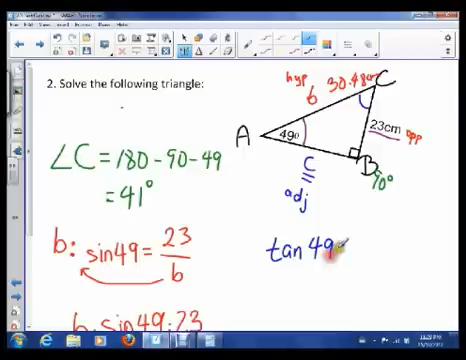 2. Solve the following triangle:
hyp
30.48cm
C
b
A
49°
23cm
opp
B
90°
c
adj
∠C = 180 - 90 - 49
= 41°
b: sin49 = 23
b
tan 49
b·sin49 = 23